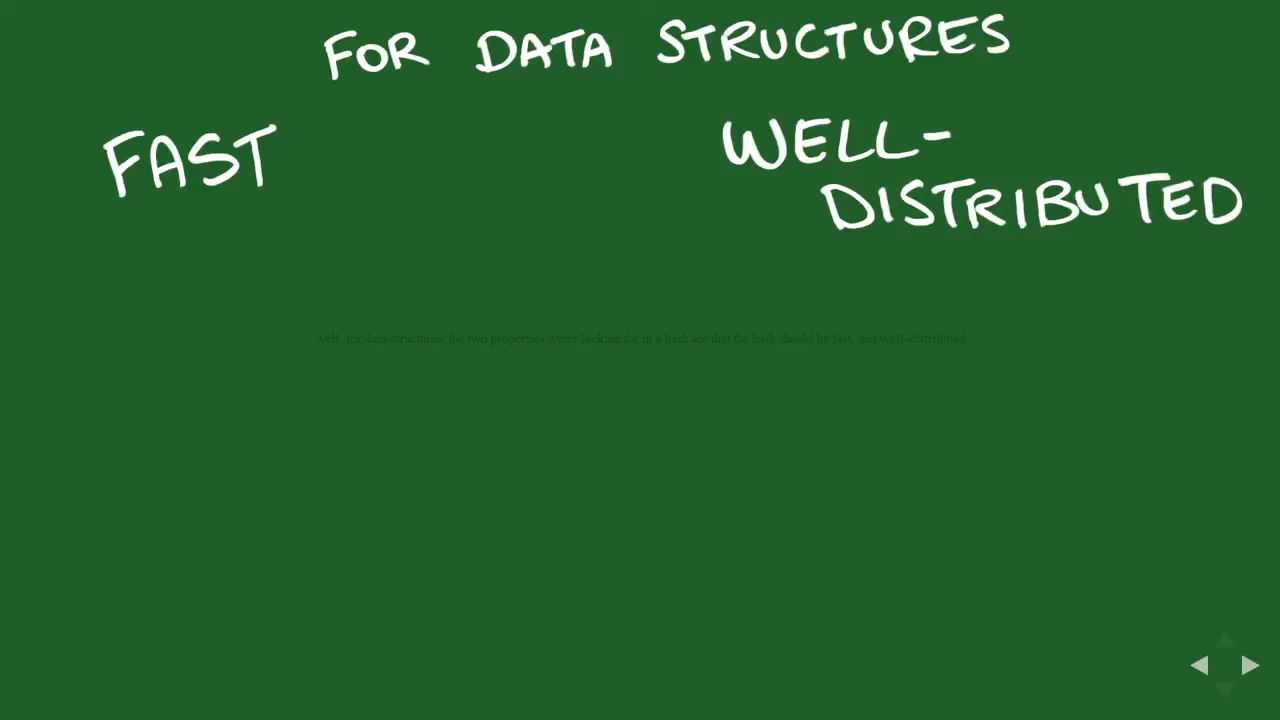 FOR DATA STRUCTURES
FAST
WELL-
DISTRIBUTED
well, for data-structures, the two properties we're looking for in a hash are that the hash should be fast, and well-distributed